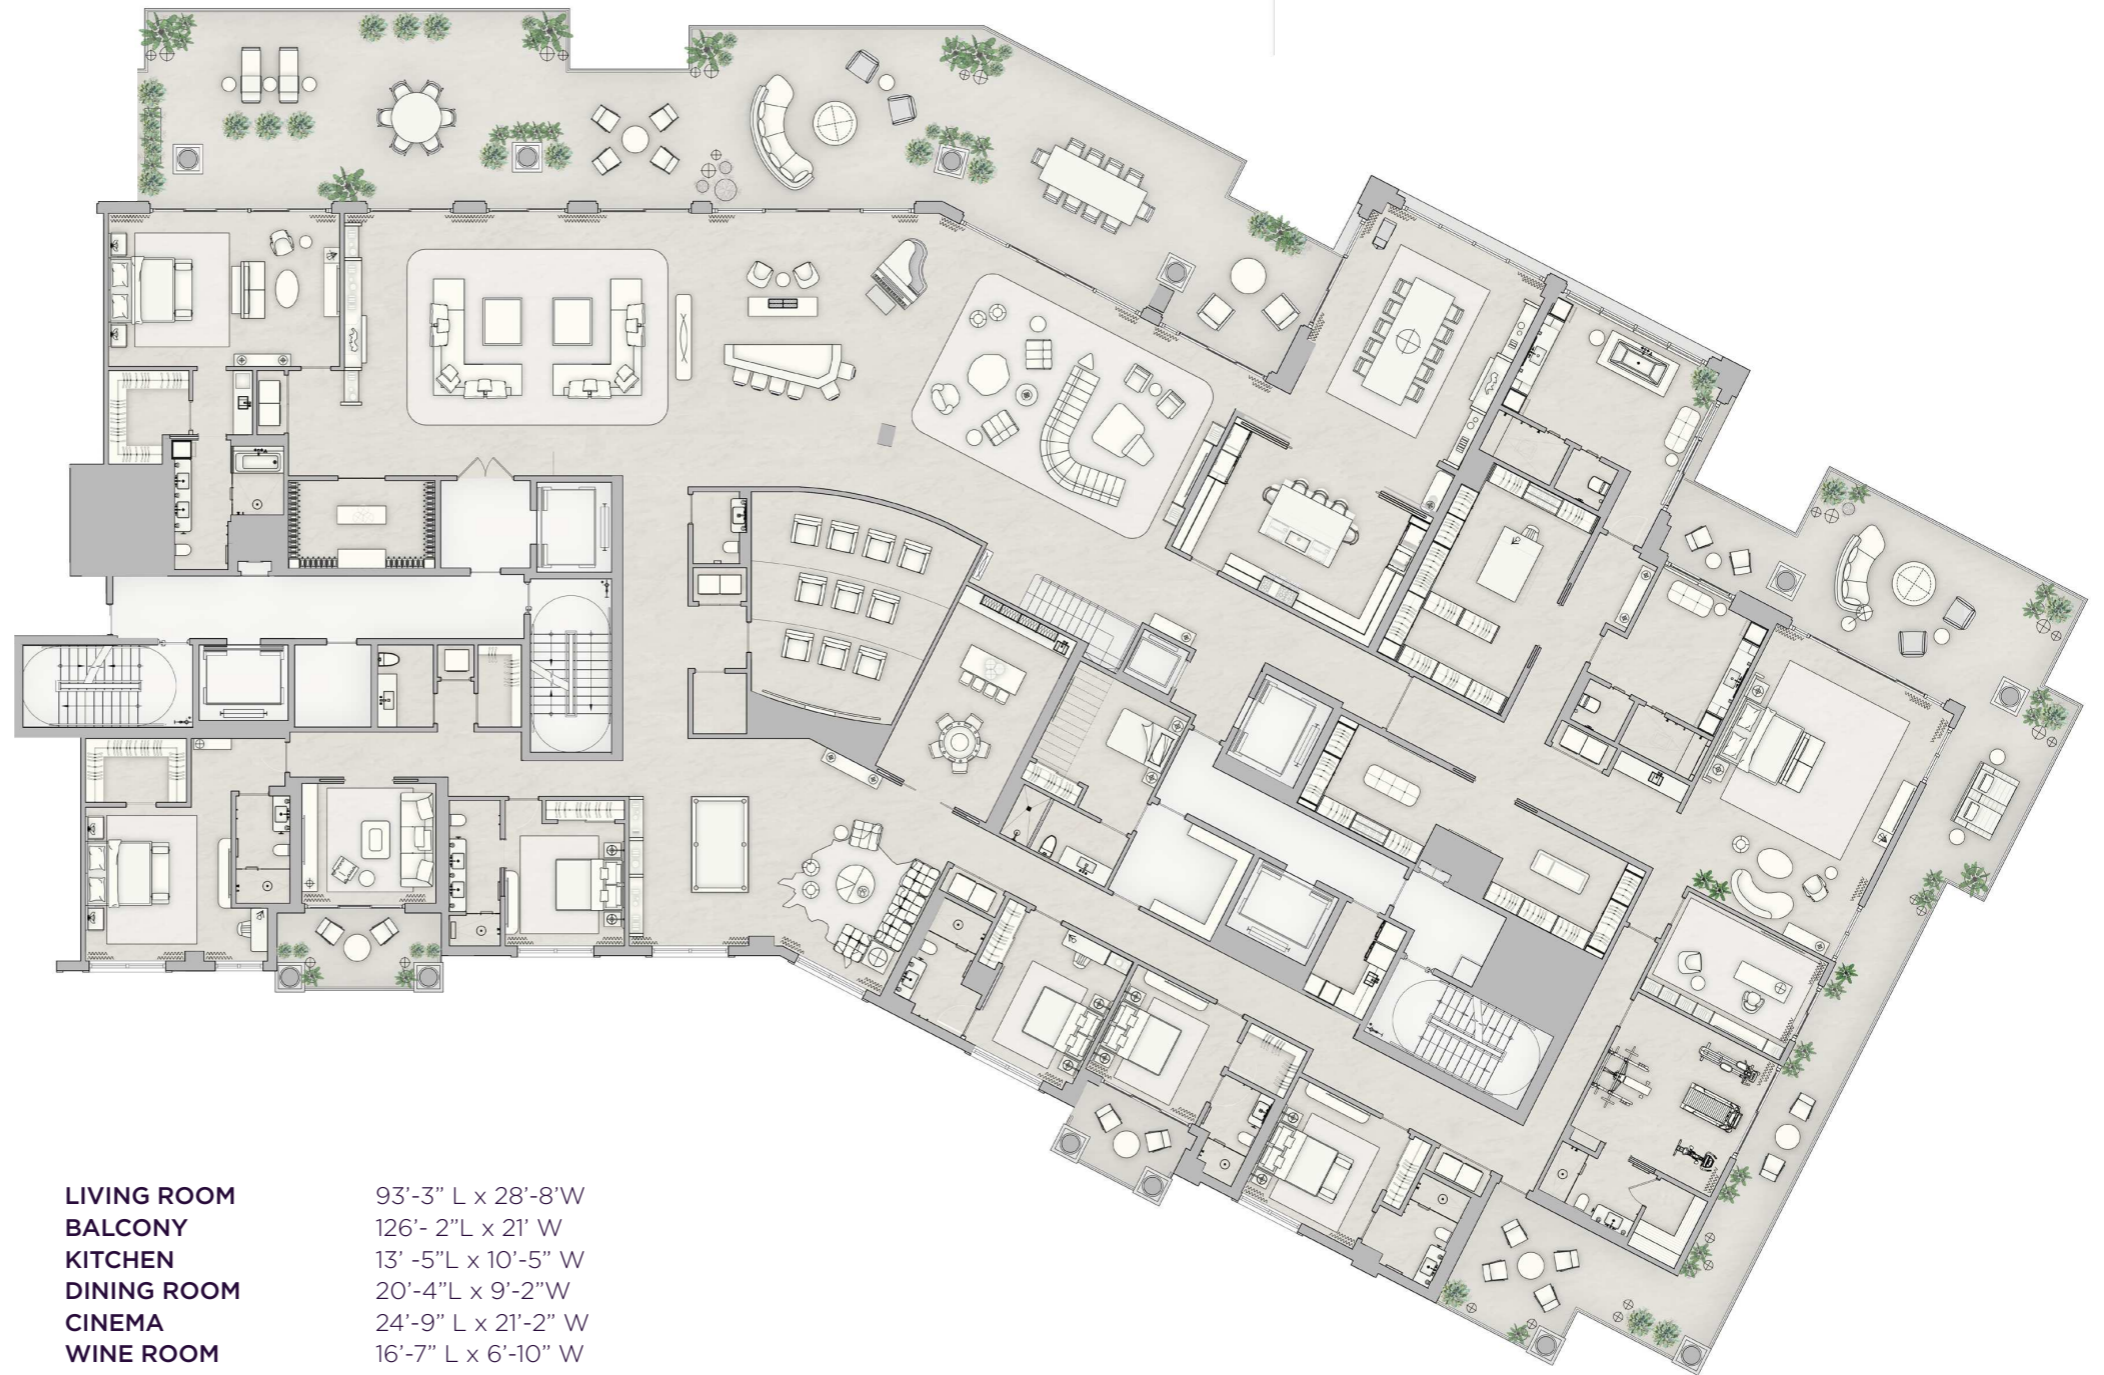 LIVING ROOM 93’-3” L x 28’-8’W
BALCONY 126’- 2”L x 21’ W
KITCHEN 13’ -5”L x 10’-5” W
DINING ROOM 20’-4”L x 9’-2”W
CINEMA 24’-9” L x 21’-2” W
WINE ROOM 16’-7” L x 6’-10” W